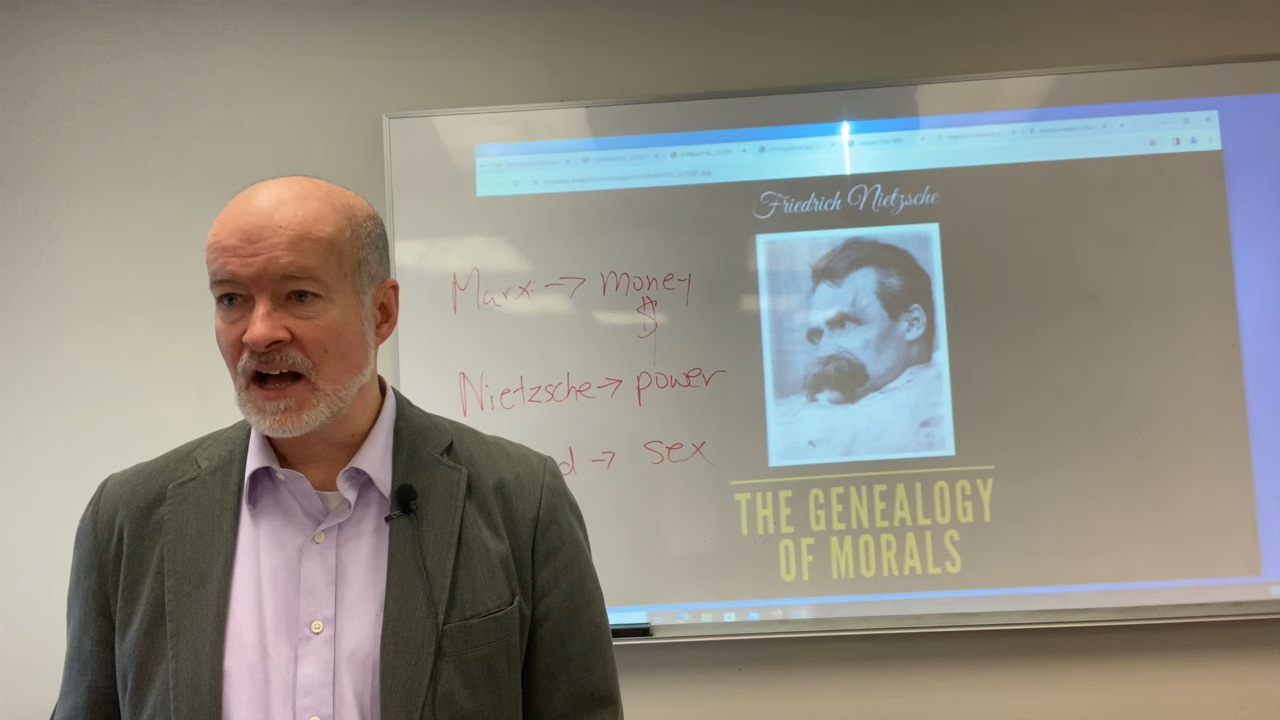 Friedrich Nietzsche
Marx → money
$
Nietzsche → power
d → sex
THE GENEALOGY
OF MORALS